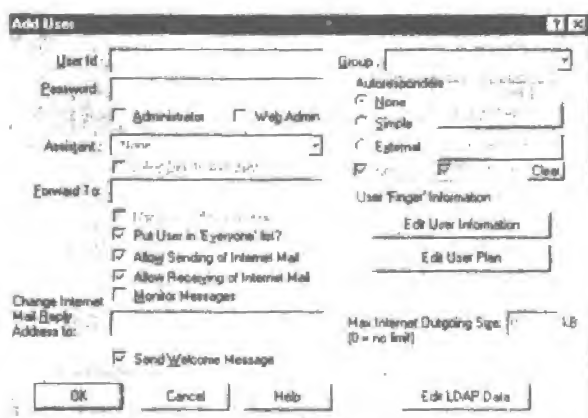 Add User
User Id:
Password:
Administrator
Web Admin
Assistant:
None
Forward To:
Put User in 'Everyone' list?
Allow Sending of Internet Mail
Allow Receiving of Internet Mail
Monitor Messages
Change Internet
Mail Reply
Address to:
Send Welcome Message
OK
Cancel
Help
Group:
Autoresponders
None
Simple
External
Clear
User 'Finger' Information
Edit User Information
Edit User Plan
Max Internet Outgoing Size:
KB
(0 = no limit)
Edit LDAP Data